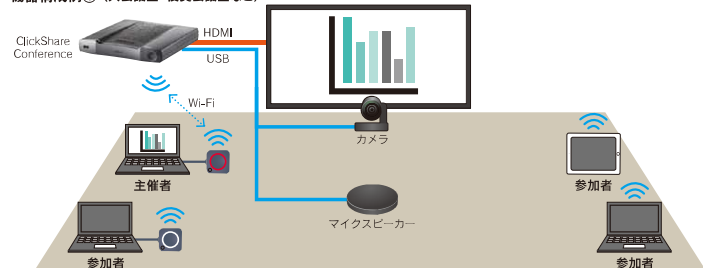 ClickShare
Conference
HDMI
USB
Wi-Fi
カメラ
主催者
参加者
マイクスピーカー
参加者
参加者